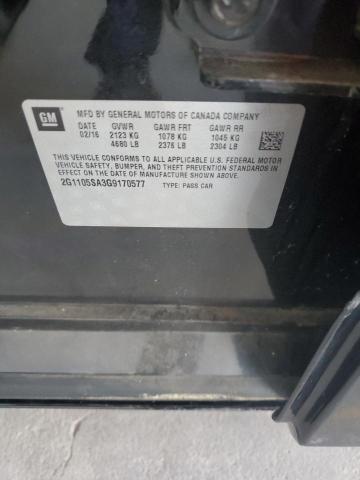 GM
MFD BY GENERAL MOTORS OF CANADA COMPANY
DATE GVWR GAWR FRT GAWR RR
02/16 2123 KG 1078 KG 1045 KG
4680 LB 2376 LB 2304 LB
THIS VEHICLE CONFORMS TO ALL APPLICABLE U.S. FEDERAL MOTOR
VEHICLE SAFETY, BUMPER, AND THEFT PREVENTION STANDARDS IN
EFFECT ON THE DATE OF MANUFACTURE SHOWN ABOVE.
2G1105SA3G9170577 TYPE: PASS CAR